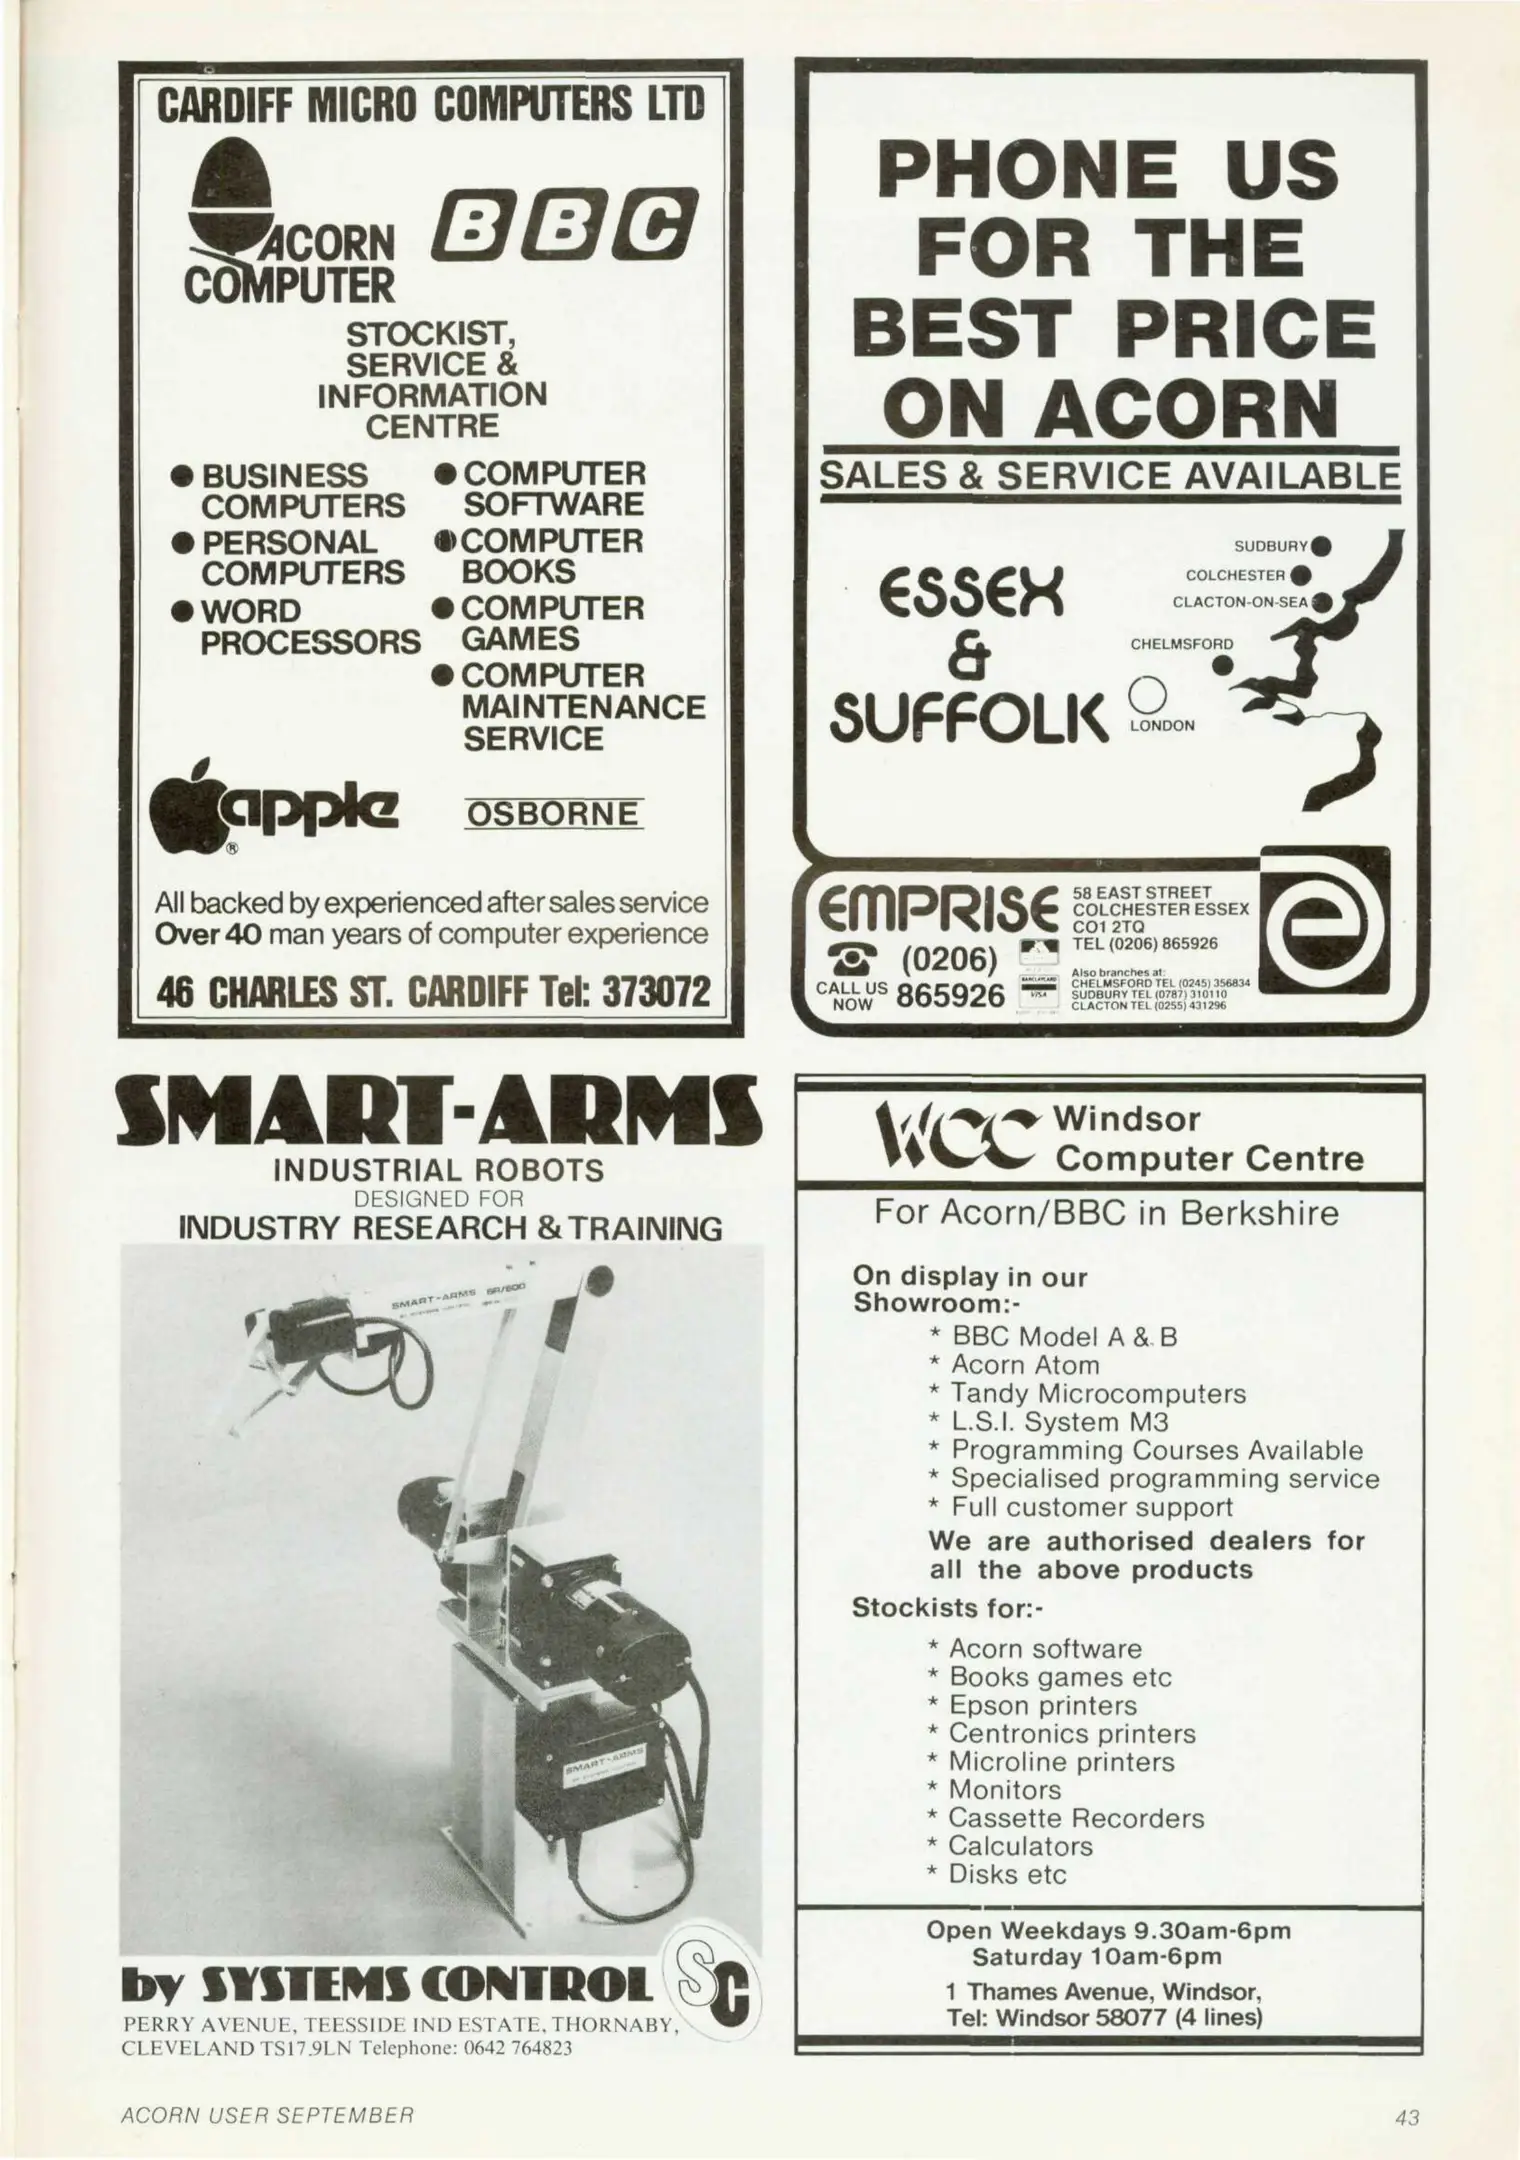 CARDIFF MICRO COMPUTERS LTD
ACORN
COMPUTER
BBC
STOCKIST,
SERVICE &
INFORMATION
CENTRE
● BUSINESS
COMPUTERS
● PERSONAL
COMPUTERS
● WORD
PROCESSORS
● COMPUTER
SOFTWARE
● COMPUTER
BOOKS
● COMPUTER
GAMES
● COMPUTER
MAINTENANCE
SERVICE
apple
®
OSBORNE
All backed by experienced after sales service
Over 40 man years of computer experience
46 CHARLES ST. CARDIFF Tel: 373072
PHONE US
FOR THE
BEST PRICE
ON ACORN
SALES & SERVICE AVAILABLE
ESSEX
&
SUFFOLK
SUDBURY
COLCHESTER
CLACTON-ON-SEA
CHELMSFORD
LONDON
EMPRISE
CALL US
NOW
(0206)
865926
BARCLAYCARD
VISA
58 EAST STREET
COLCHESTER ESSEX
CO1 2TQ
TEL (0206) 865926
Also branches at:
CHELMSFORD TEL (0245) 356834
SUDBURY TEL (0787) 310110
CLACTON TEL (0255) 431296
e
SMART-ARMS
INDUSTRIAL ROBOTS
DESIGNED FOR
INDUSTRY RESEARCH & TRAINING
SMART-ARMS 6R/600
SMART-ARMS
by SYSTEMS CONTROL
SC
PERRY AVENUE, TEESSIDE IND ESTATE, THORNABY,
CLEVELAND TS17.9LN Telephone: 0642 764823
WCC Windsor
Computer Centre
For Acorn/BBC in Berkshire
On display in our
Showroom:-
* BBC Model A & B
* Acorn Atom
* Tandy Microcomputers
* L.S.I. System M3
* Programming Courses Available
* Specialised programming service
* Full customer support
We are authorised dealers for
all the above products
Stockists for:-
* Acorn software
* Books games etc
* Epson printers
* Centronics printers
* Microline printers
* Monitors
* Cassette Recorders
* Calculators
* Disks etc
Open Weekdays 9.30am-6pm
Saturday 10am-6pm
1 Thames Avenue, Windsor,
Tel: Windsor 58077 (4 lines)
ACORN USER SEPTEMBER
43